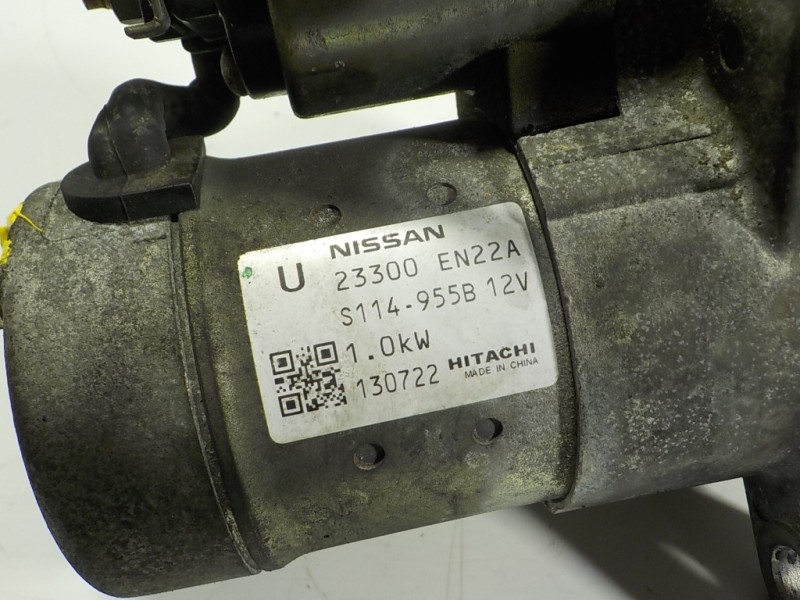 NISSAN
U 23300 EN22A
S114-955B 12V
1.0kW
130722 HITACHI
MADE IN CHINA